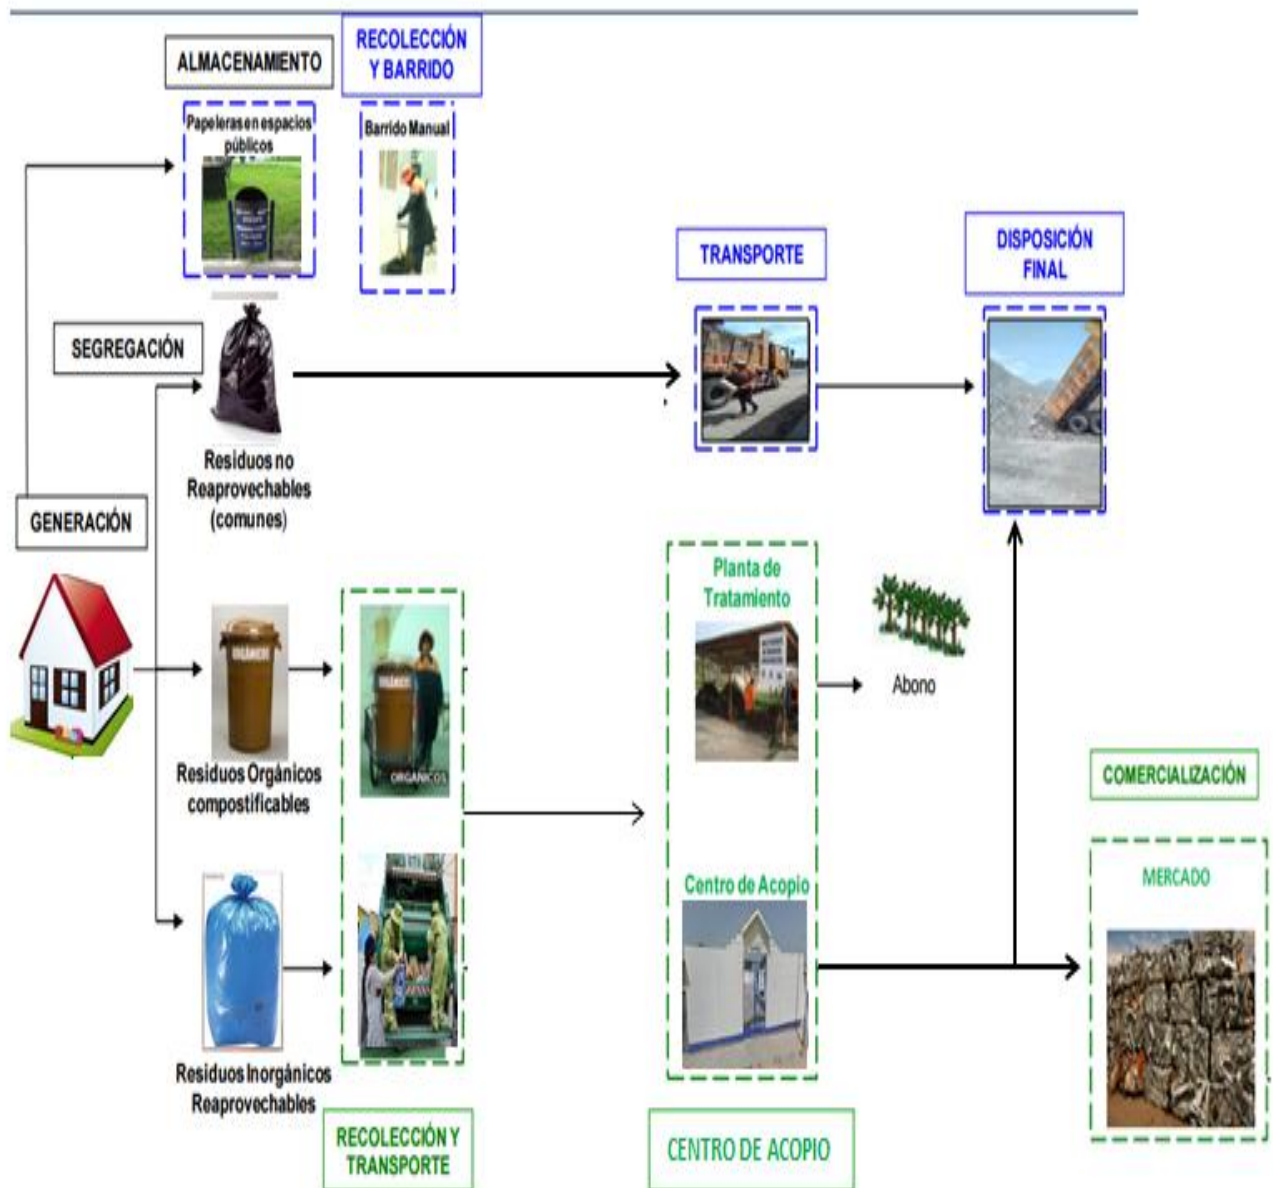 ALMACENAMIENTO
RECOLECCIÓN
Y BARRIDO
Papeleras en espacios
públicos
Barrido Manual
TRANSPORTE
DISPOSICIÓN
FINAL
SEGREGACIÓN
Residuos no
Reaprovechables
(comunes)
GENERACIÓN
Planta de
Tratamiento
ORGÁNICOS
ORGÁNICOS
ORGANICOS
Abono
Residuos Orgánicos
compostificables
COMERCIALIZACIÓN
MERCADO
Centro de Acopio
Residuos Inorgánicos
Reaprovechables
RECOLECCIÓN Y
TRANSPORTE
CENTRO DE ACOPIO